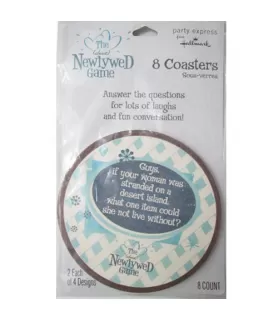 The
Newlywed
Game
party express
from
Hallmark
8 Coasters
Sous-verres
Answer the questions
for lots of laughs
and fun conversation!
Guys,
if your woman was
stranded on a
desert island,
what one item could
she not live without?
The
Newlywed
Game
2 Each
of 4 Designs
8 COUNT